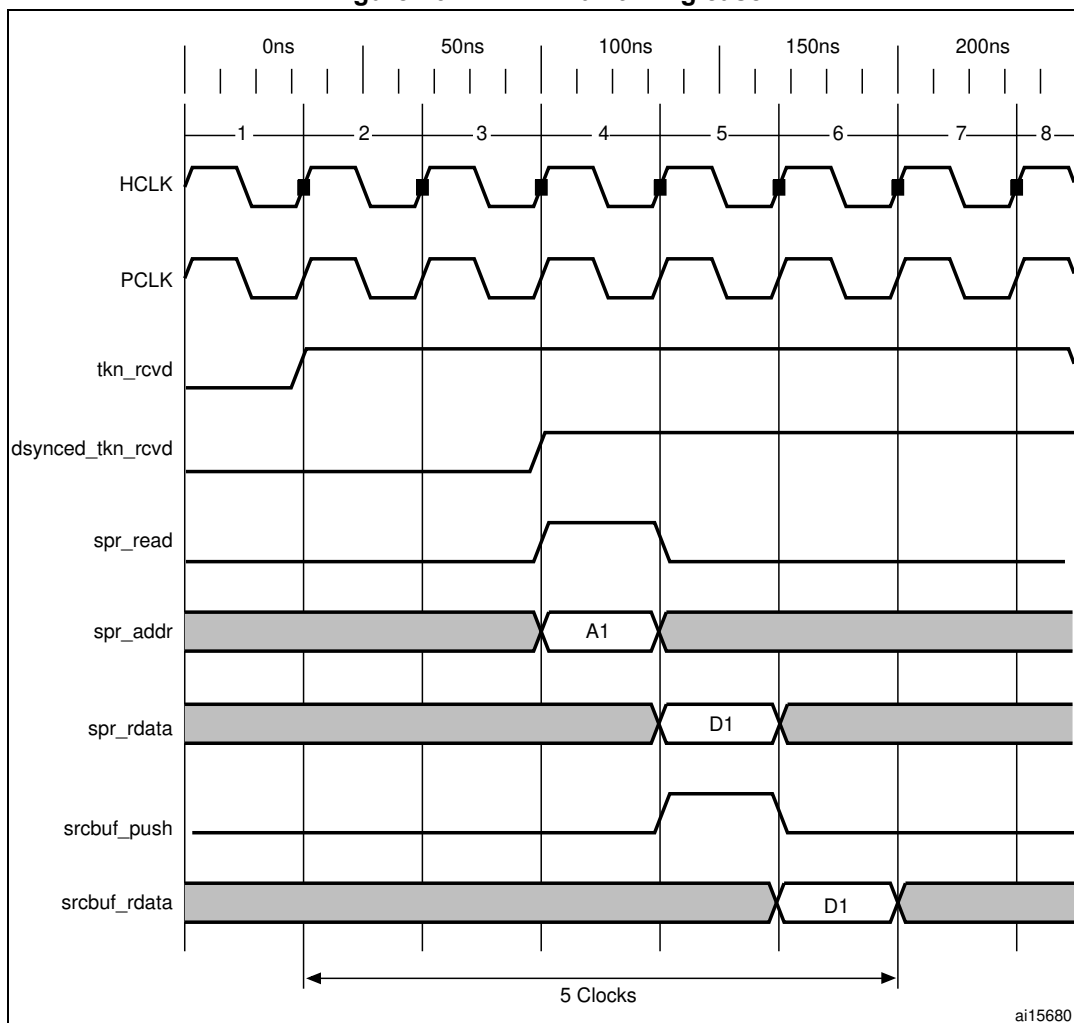 0ns 50ns 100ns 150ns 200ns
1 2 3 4 5 6 7 8
HCLK
PCLK
tkn_rcvd
dsynced_tkn_rcvd
spr_read
spr_addr A1
spr_rdata D1
srcbuf_push
srcbuf_rdata D1
5 Clocks
ai15680